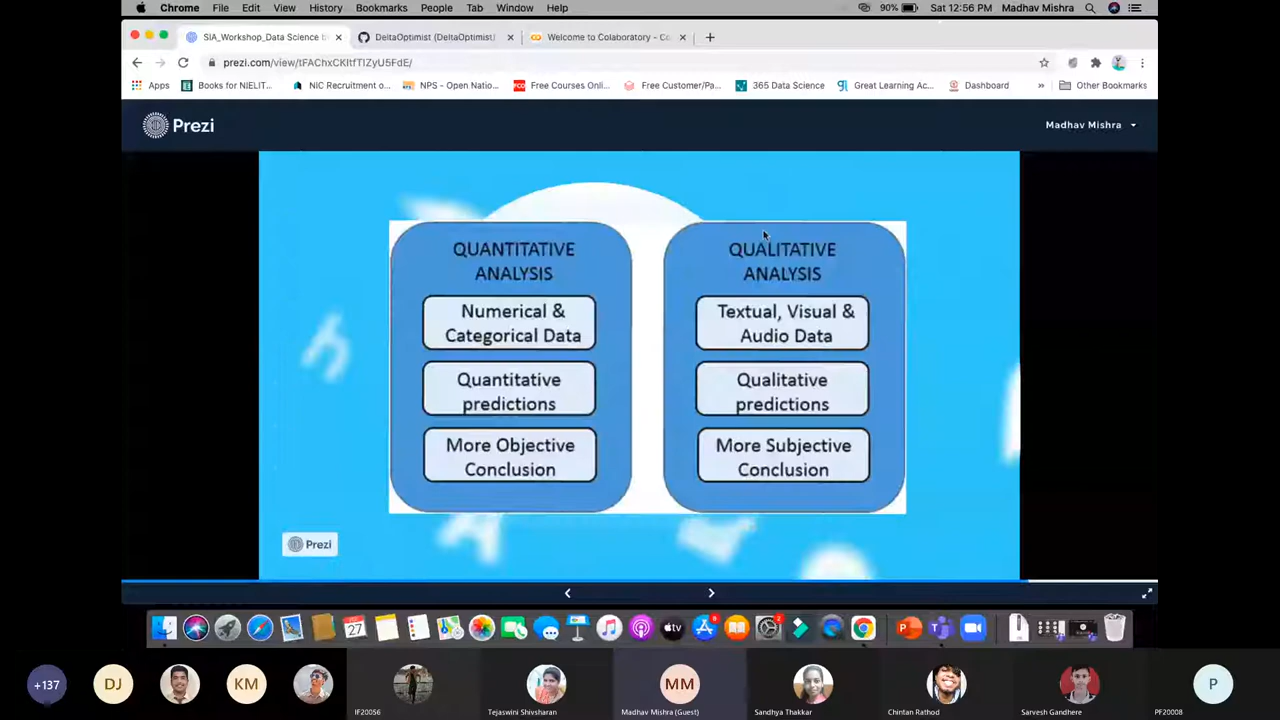 Chrome File Edit View History Bookmarks People Tab Window Help 90% Sat 12:56 PM Madhav Mishra
SIA_Workshop_Data Science b DeltaOptimist (DeltaOptimist) Welcome to Colaboratory - Co
prezi.com/view/tFAChxCKItfTIZyU5FdE/
Apps Books for NIELIT... NIC Recruitment o... NPS - Open Natio... FCO Free Courses Onli... Free Customer/Pa... 365 Data Science Great Learning Ac... Dashboard » Other Bookmarks
Prezi Madhav Mishra
QUANTITATIVE
ANALYSIS
Numerical &
Categorical Data
Quantitative
predictions
More Objective
Conclusion
QUALITATIVE
ANALYSIS
Textual, Visual &
Audio Data
Qualitative
predictions
More Subjective
Conclusion
Prezi
+137 DJ KM MM P
IF20056 Tejaswini Shivsharan Madhav Mishra (Guest) Sandhya Thakkar Chintan Rathod Sarvesh Gandhere PF20008